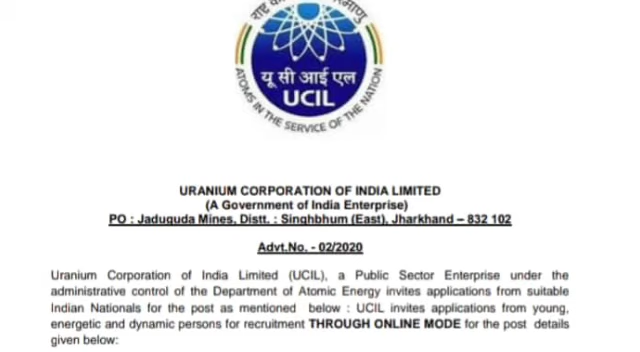 राष्ट्र
यू सी आई एल
UCIL
ATOMS IN THE SERVICE OF THE NATION
URANIUM CORPORATION OF INDIA LIMITED
(A Government of India Enterprise)
PO : Jaduguda Mines, Distt. : Singhbhum (East), Jharkhand – 832 102
Advt.No. - 02/2020
Uranium Corporation of India Limited (UCIL), a Public Sector Enterprise under the
administrative control of the Department of Atomic Energy invites applications from suitable
Indian Nationals for the post as mentioned below : UCIL invites applications from young,
energetic and dynamic persons for recruitment THROUGH ONLINE MODE for the post details
given below: